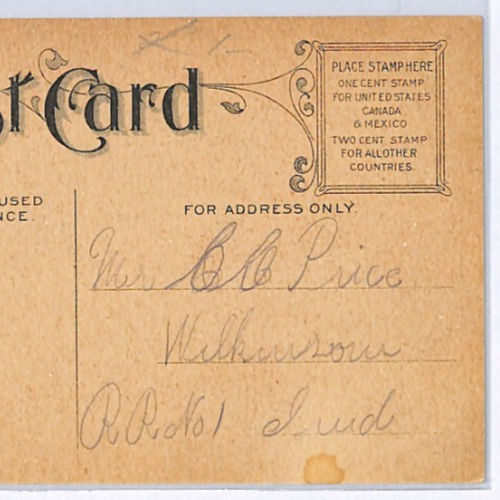 st Card
PLACE STAMP HERE
ONE CENT STAMP
FOR UNITED STATES
CANADA
& MEXICO
TWO CENT STAMP
FOR ALL OTHER
COUNTRIES.
USED
NCE.
FOR ADDRESS ONLY.
Mr C C Price
Wilkinson
R R No 1 Ind